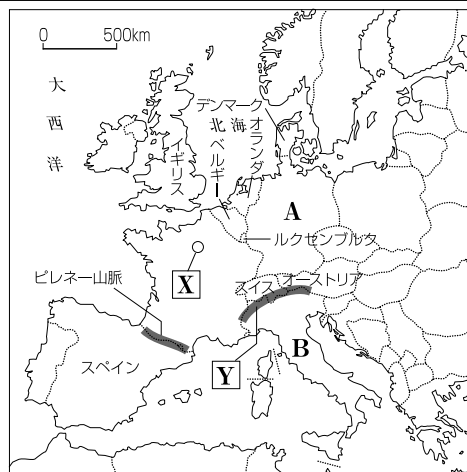 0 500km
大西洋
デンマーク
北海
オランダ
ベルギー
イギリス
A
ルクセンブルク
X
ピレネー山脈
スイス
オーストリア
スペイン
Y
B